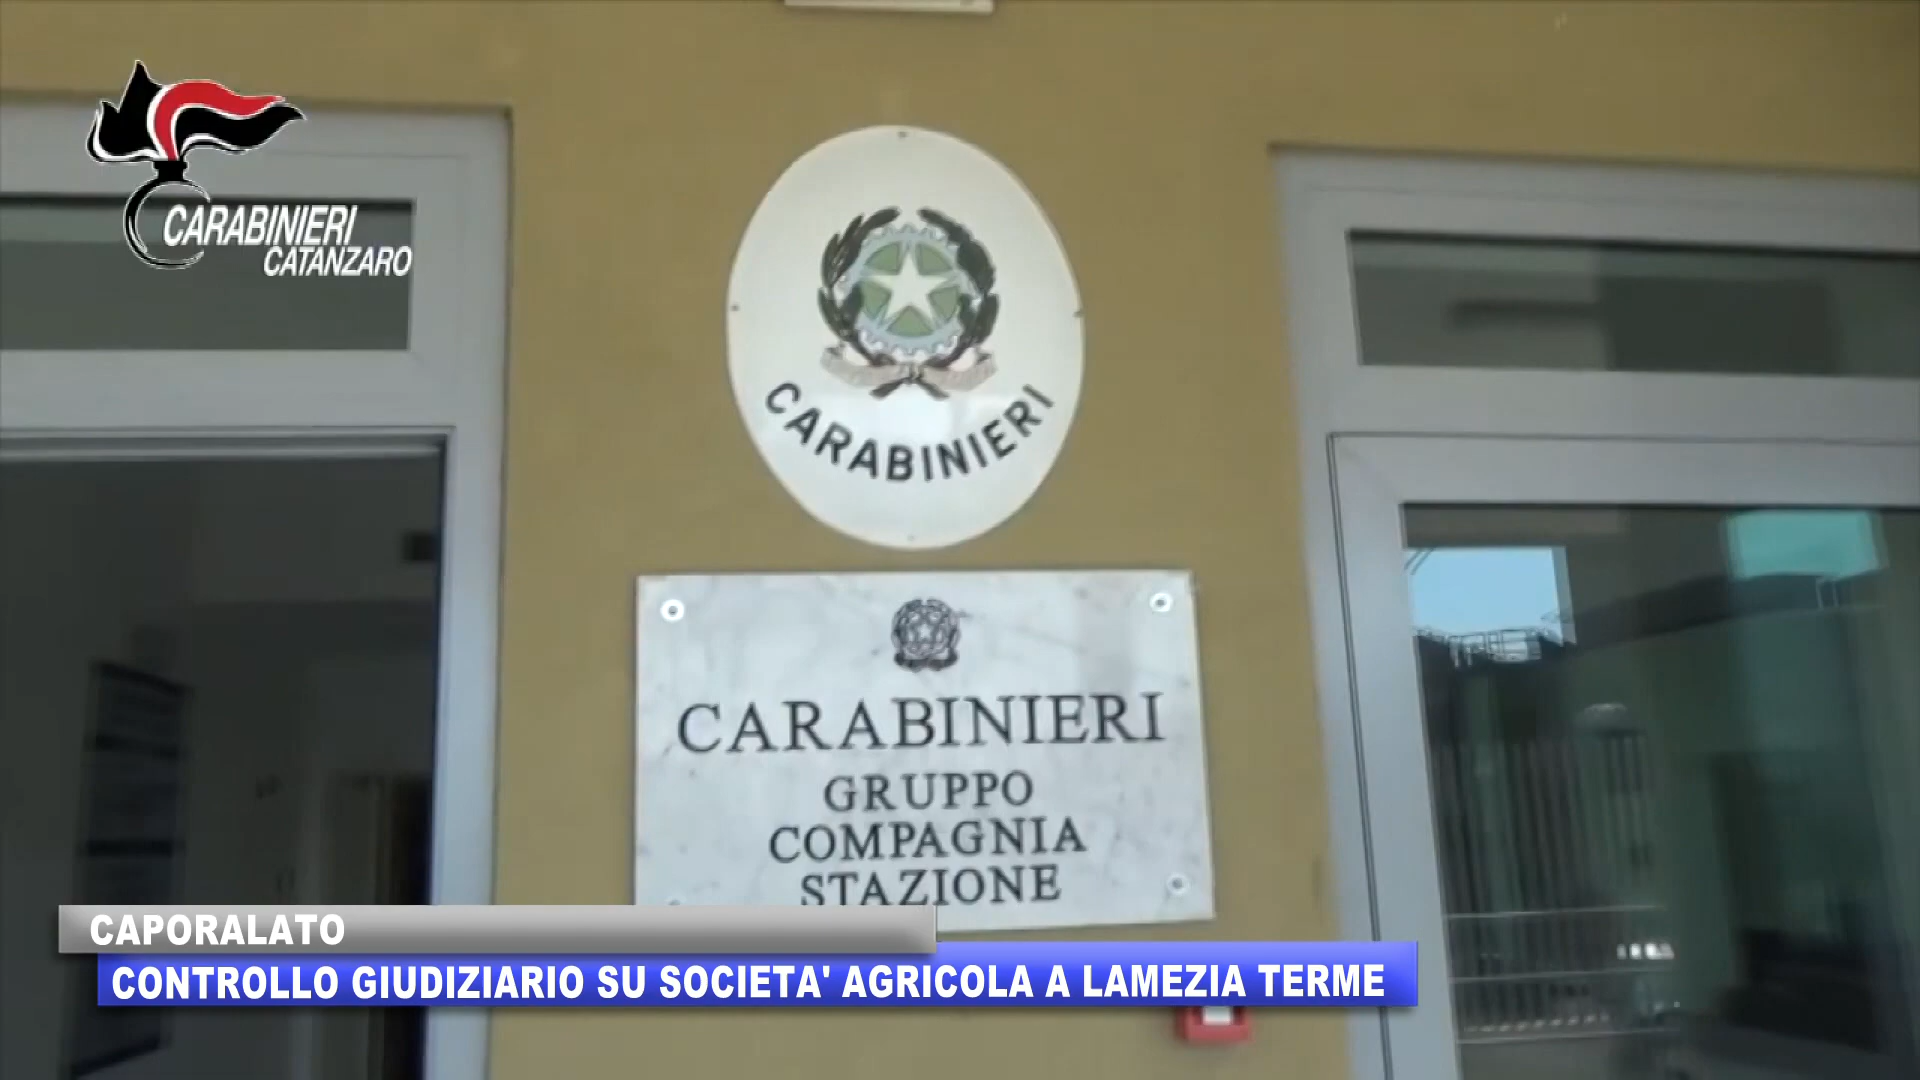 CARABINIERI
CATANZARO
CARABINIERI
CARABINIERI
GRUPPO
COMPAGNIA
STAZIONE
CAPORALATO
CONTROLLO GIUDIZIARIO SU SOCIETA' AGRICOLA A LAMEZIA TERME